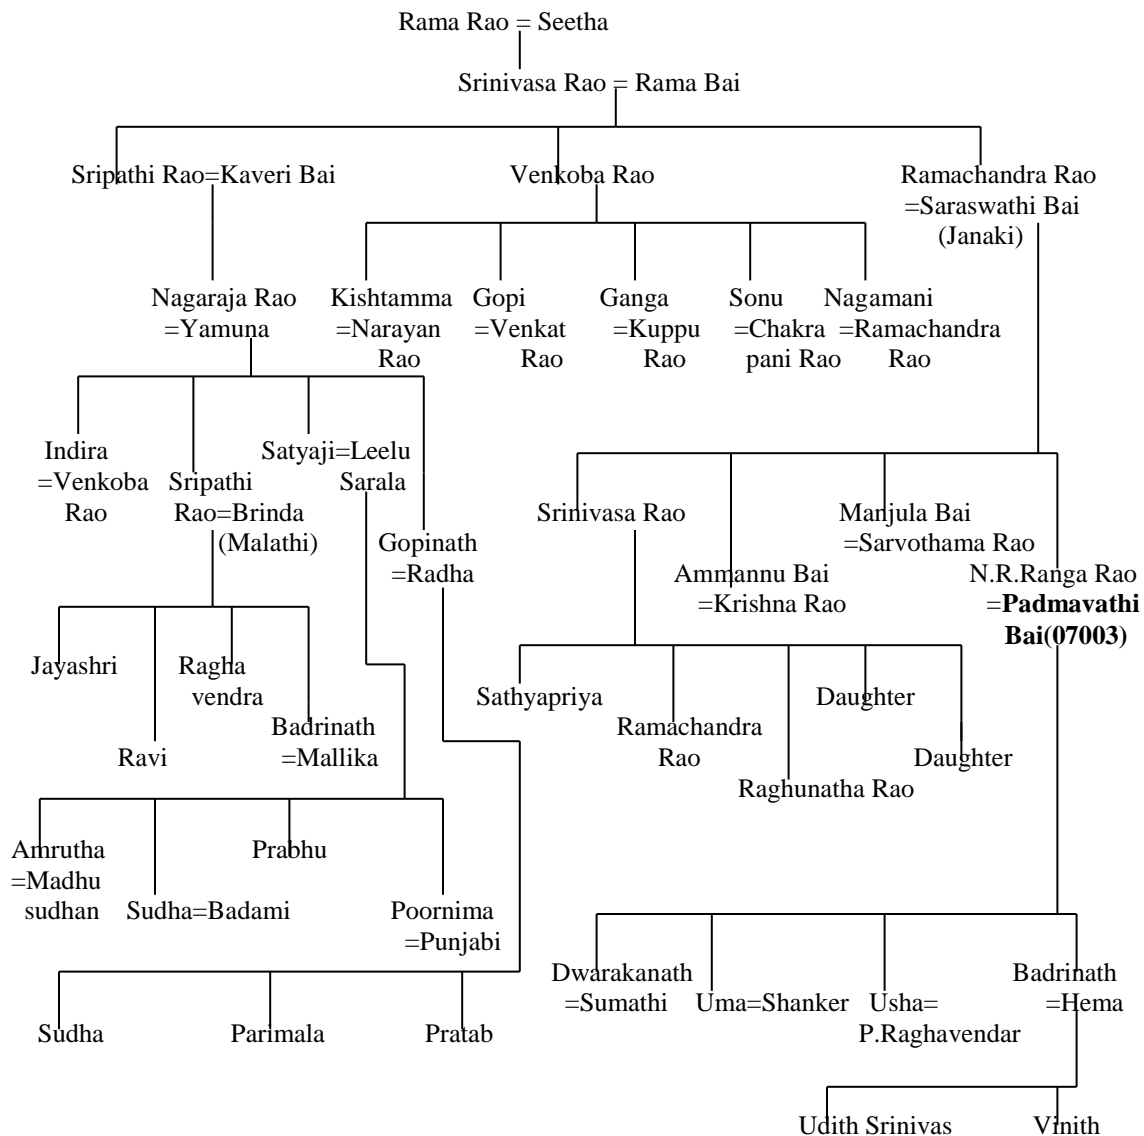 Rama Rao = Seetha
Srinivasa Rao = Rama Bai
Sripathi Rao=Kaveri Bai
Venkoba Rao
Ramachandra Rao
=Saraswathi Bai
(Janaki)
Nagaraja Rao
=Yamuna
Kishtamma
=Narayan
Rao
Gopi
=Venkat
Rao
Ganga
=Kuppu
Rao
Sonu
=Chakra
pani Rao
Nagamani
=Ramachandra
Rao
Indira
=Venkoba
Rao
Sripathi
Rao=Brinda
(Malathi)
Satyaji=Leelu
Sarala
Gopinath
=Radha
Srinivasa Rao
Ammannu Bai
=Krishna Rao
Manjula Bai
=Sarvothama Rao
N.R.Ranga Rao
=Padmavathi
Bai(07003)
Jayashri
Ravi
Ragha
vendra
Badrinath
=Mallika
Sathyapriya
Ramachandra
Rao
Raghunatha Rao
Daughter
Daughter
Amrutha
=Madhu
sudhan
Sudha=Badami
Prabhu
Poornima
=Punjabi
Dwarakanath
=Sumathi
Uma=Shanker
Usha=
P.Raghavendar
Badrinath
=Hema
Sudha
Parimala
Pratab
Udith Srinivas
Vinith